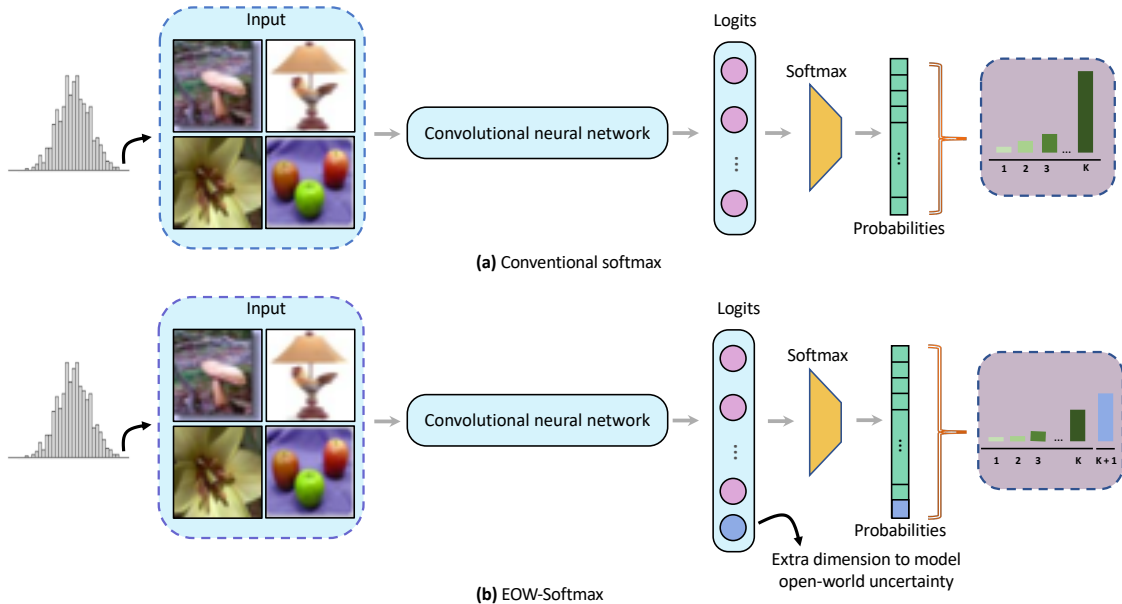 Input
Logits
Softmax
Convolutional neural network
...
...
...
1 2 3 K
Probabilities
(a) Conventional softmax
Input
Logits
Softmax
Convolutional neural network
...
...
...
1 2 3 K K + 1
Probabilities
Extra dimension to model
open-world uncertainty
(b) EOW-Softmax